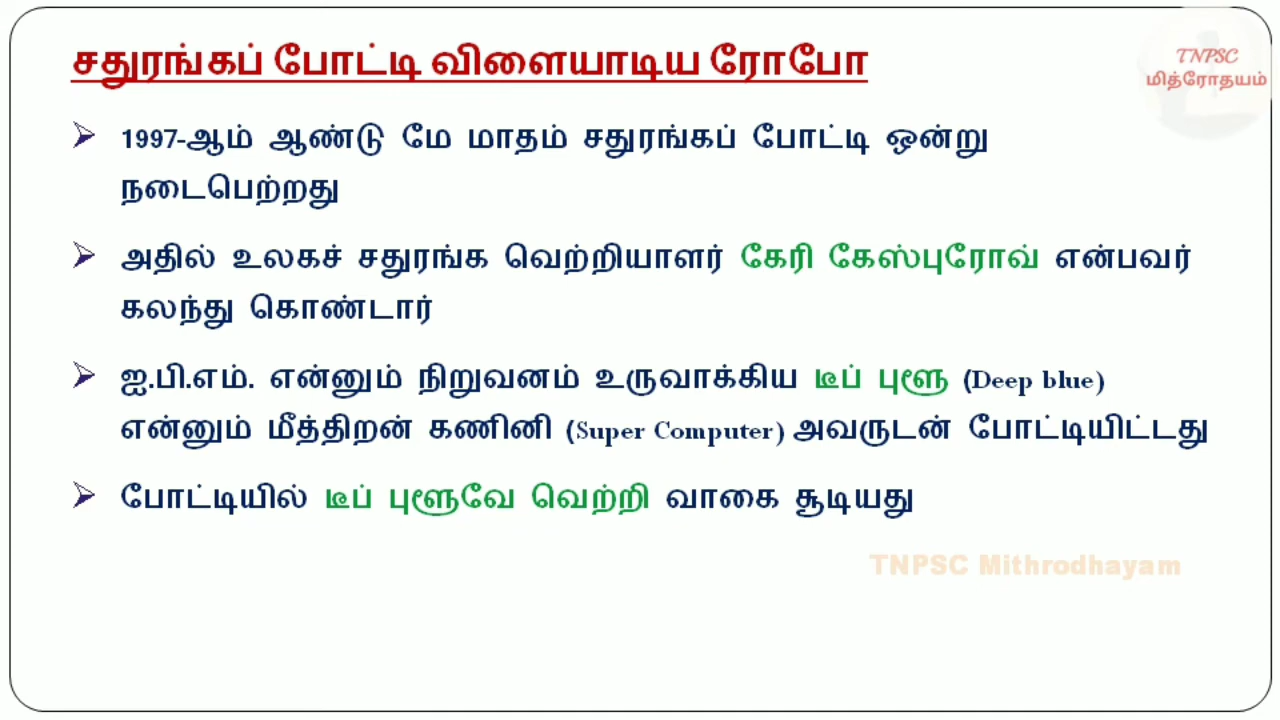 சதுரங்கப் போட்டி விளையாடிய ரோபோ
TNPSC
மித்ரோதயம்
1997-ஆம் ஆண்டு மே மாதம் சதுரங்கப் போட்டி ஒன்று
நடைபெற்றது
அதில் உலகச் சதுரங்க வெற்றியாளர் கேரி கேஸ்புரோவ் என்பவர்
கலந்து கொண்டார்
ஐ.பி.எம். என்னும் நிறுவனம் உருவாக்கிய டீப் புளூ (Deep blue)
என்னும் மீத்திறன் கணினி (Super Computer) அவருடன் போட்டியிட்டது
போட்டியில் டீப் புளூவே வெற்றி வாகை சூடியது
TNPSC Mithrodhayam